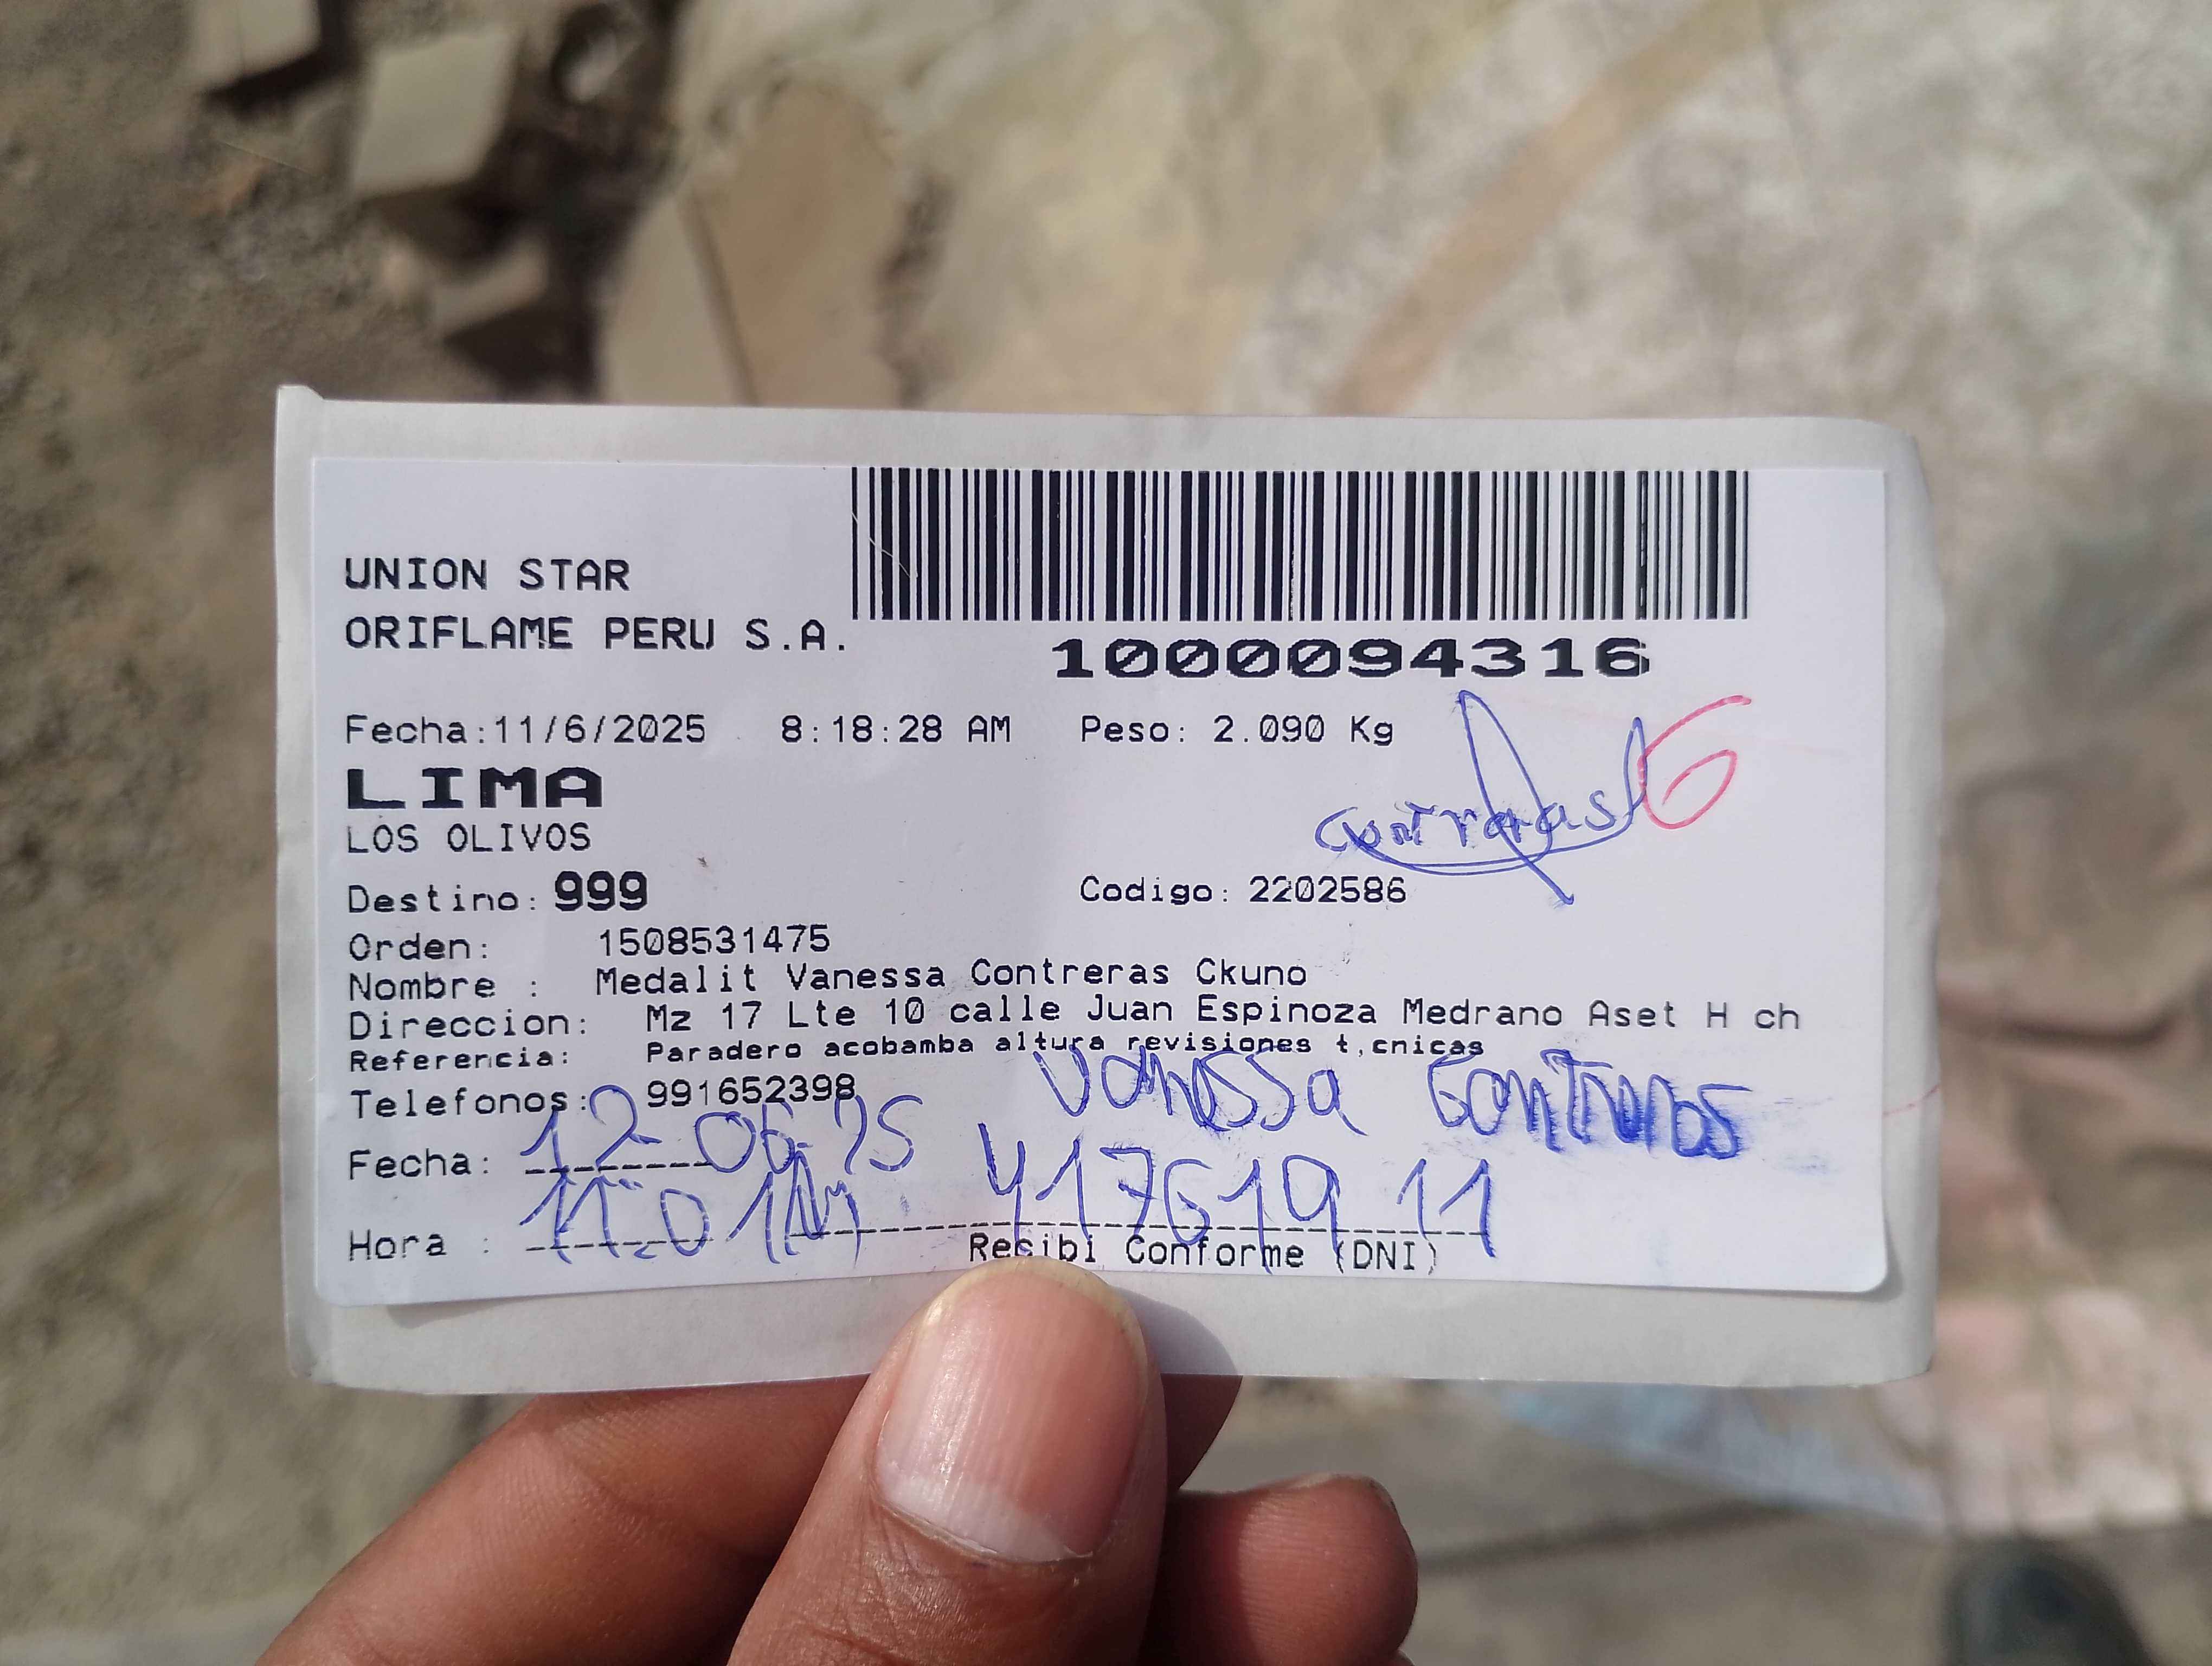 UNION STAR
ORIFLAME PERU S.A.
1000094316
Fecha:11/6/2025 8:18:28 AM Peso: 2.090 Kg
6
LIMA
contreras
LOS OLIVOS
Destino: 999 Codigo: 2202586
Orden: 1508531475
Nombre : Medalit Vanessa Contreras Ckuno
Direccion: Mz 17 Lte 10 calle Juan Espinoza Medrano Aset H ch
Referencia: Paradero acobamba altura revisiones t,cnicas
Telefonos: 991652398
Vanessa Contreras
Fecha: 12-06-25
Hora :
Recibi Conforme (DNI)